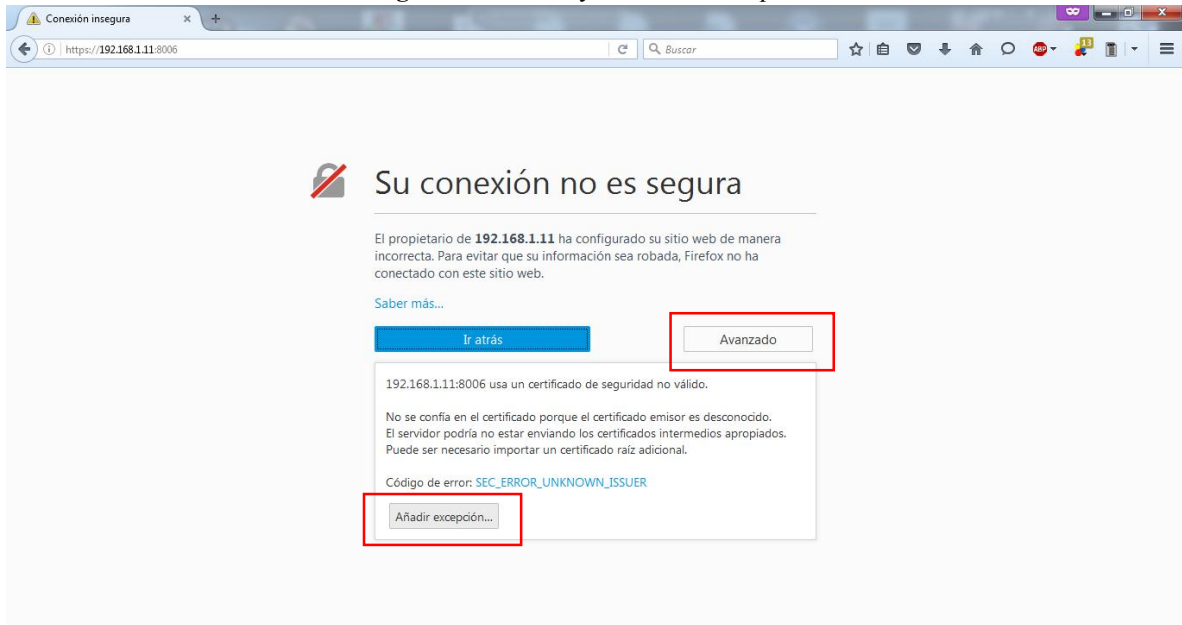 Conexión insegura
https://192.168.1.11:8006
Buscar
ABP
13
Su conexión no es segura
El propietario de 192.168.1.11 ha configurado su sitio web de manera
incorrecta. Para evitar que su información sea robada, Firefox no ha
conectado con este sitio web.
Saber más...
Ir atrás
Avanzado
192.168.1.11:8006 usa un certificado de seguridad no válido.
No se confía en el certificado porque el certificado emisor es desconocido.
El servidor podría no estar enviando los certificados intermedios apropiados.
Puede ser necesario importar un certificado raíz adicional.
Código de error: SEC_ERROR_UNKNOWN_ISSUER
Añadir excepción...